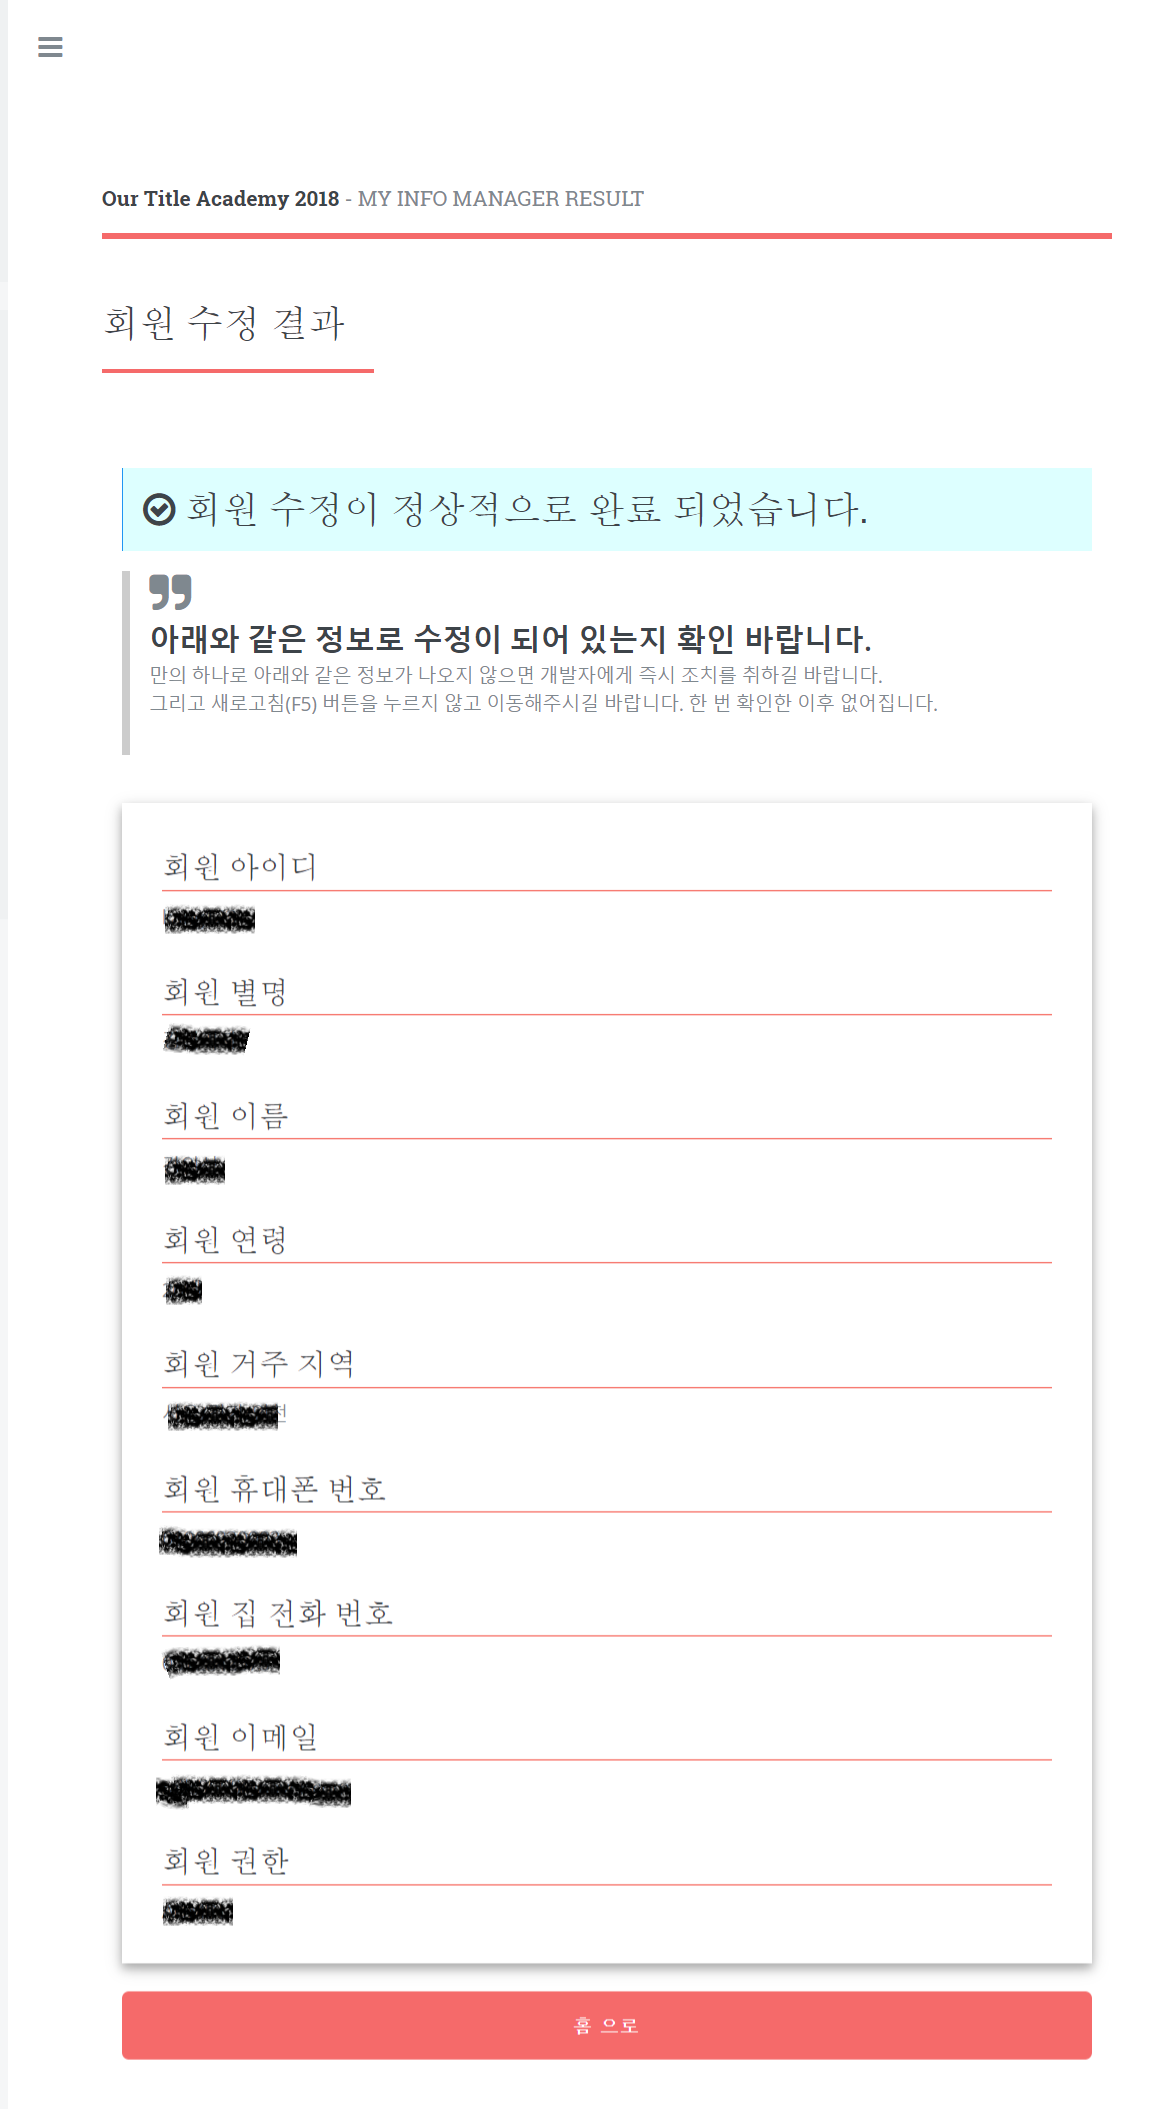 Our Title Academy 2018 - MY INFO MANAGER RESULT
회원 수정 결과
회원 수정이 정상적으로 완료 되었습니다.
아래와 같은 정보로 수정이 되어 있는지 확인 바랍니다.
만의 하나로 아래와 같은 정보가 나오지 않으면 개발자에게 즉시 조치를 취하길 바랍니다.
그리고 새로고침(F5) 버튼을 누르지 않고 이동해주시길 바랍니다. 한 번 확인한 이후 없어집니다.
회원 아이디
회원 별명
회원 이름
회원 연령
회원 거주 지역
회원 휴대폰 번호
회원 집 전화 번호
회원 이메일
회원 권한
홈 으로